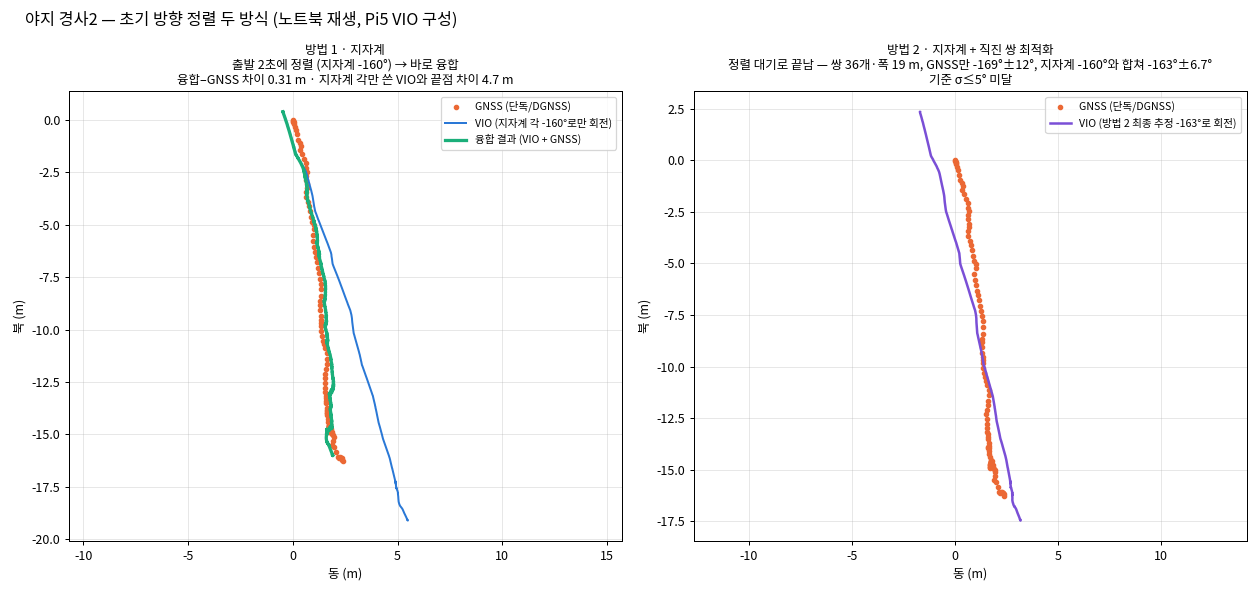 야지 경사2 — 초기 방향 정렬 두 방식 (노트북 재생, Pi5 VIO 구성)
방법 1 · 지자계
출발 2초에 정렬 (지자계 -160°) → 바로 융합
융합–GNSS 차이 0.31 m · 지자계 각만 쓴 VIO와 끝점 차이 4.7 m
GNSS (단독/DGNSS)
VIO (지자계 각 -160°로만 회전)
융합 결과 (VIO + GNSS)
0.0
-2.5
-5.0
-7.5
-10.0
-12.5
-15.0
-17.5
-20.0
북 (m)
-10
-5
0
5
10
15
동 (m)
방법 2 · 지자계 + 직진 쌍 최적화
정렬 대기로 끝남 — 쌍 36개·폭 19 m, GNSS만 -169°±12°, 지자계 -160°와 합쳐 -163°±6.7°
기준 σ≤5° 미달
GNSS (단독/DGNSS)
VIO (방법 2 최종 추정 -163°로 회전)
2.5
0.0
-2.5
-5.0
-7.5
-10.0
-12.5
-15.0
-17.5
북 (m)
-10
-5
0
5
10
동 (m)